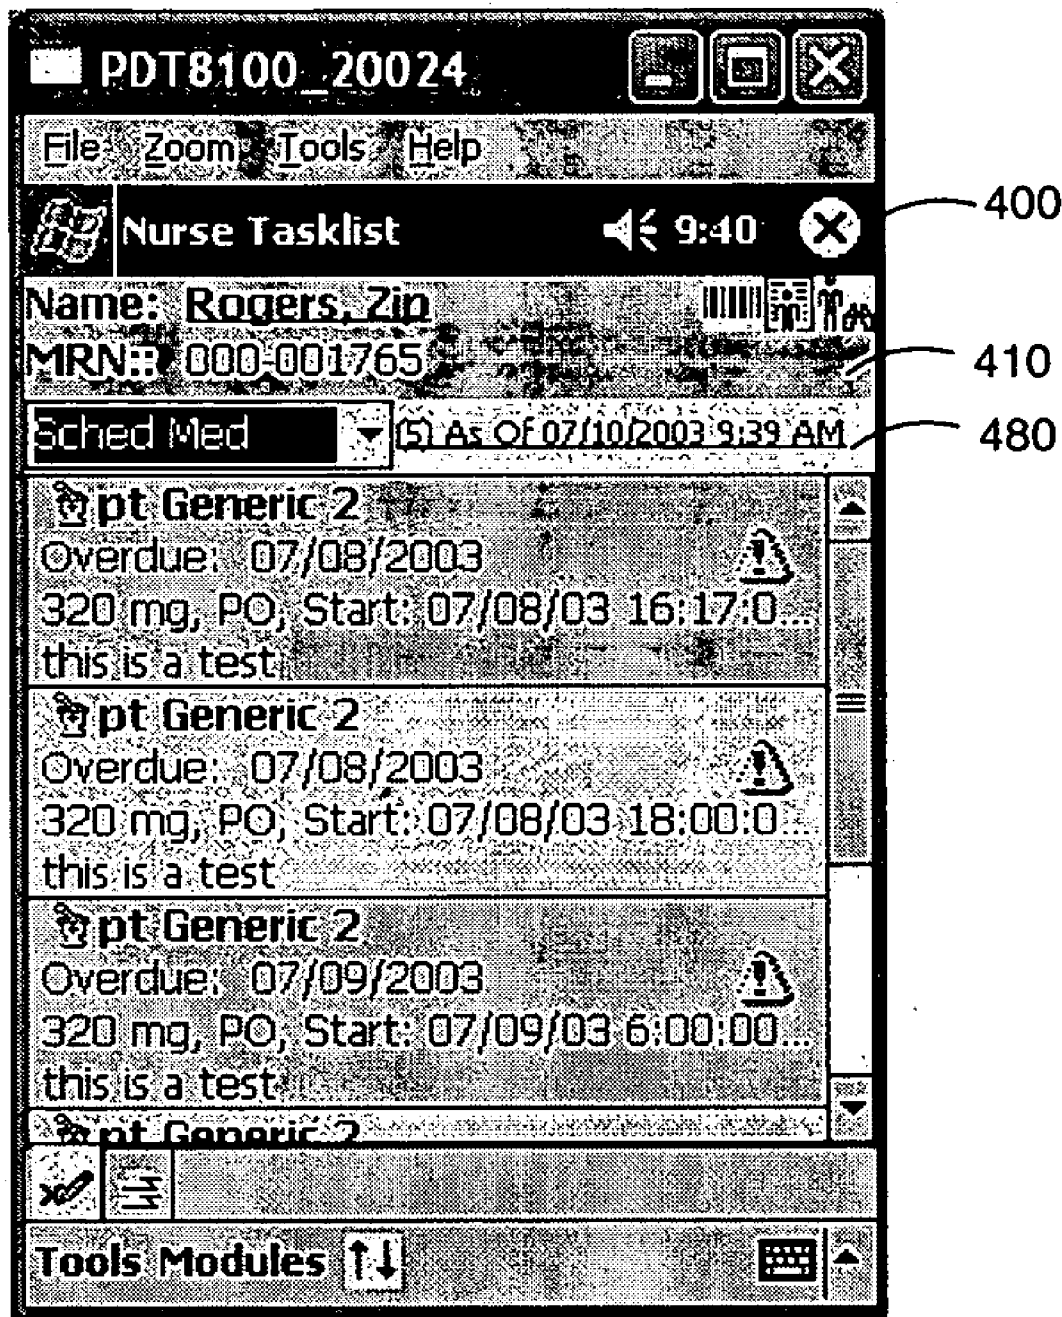 PDT8100_20024
File Zoom Tools Help
Nurse Tasklist 9:40
400
Name: Rogers, Zip
MRN:: 000-001765
410
Sched Med (5) As Of 07/10/2003 9:39 AM
480
pt Generic 2
Overdue: 07/08/2003
320 mg, PO, Start: 07/08/03 16:17:0...
this is a test
pt Generic 2
Overdue: 07/08/2003
320 mg, PO, Start: 07/08/03 18:00:0...
this is a test
pt Generic 2
Overdue: 07/09/2003
320 mg, PO, Start: 07/09/03 6:00:00...
this is a test
pt Generic 2
Tools Modules